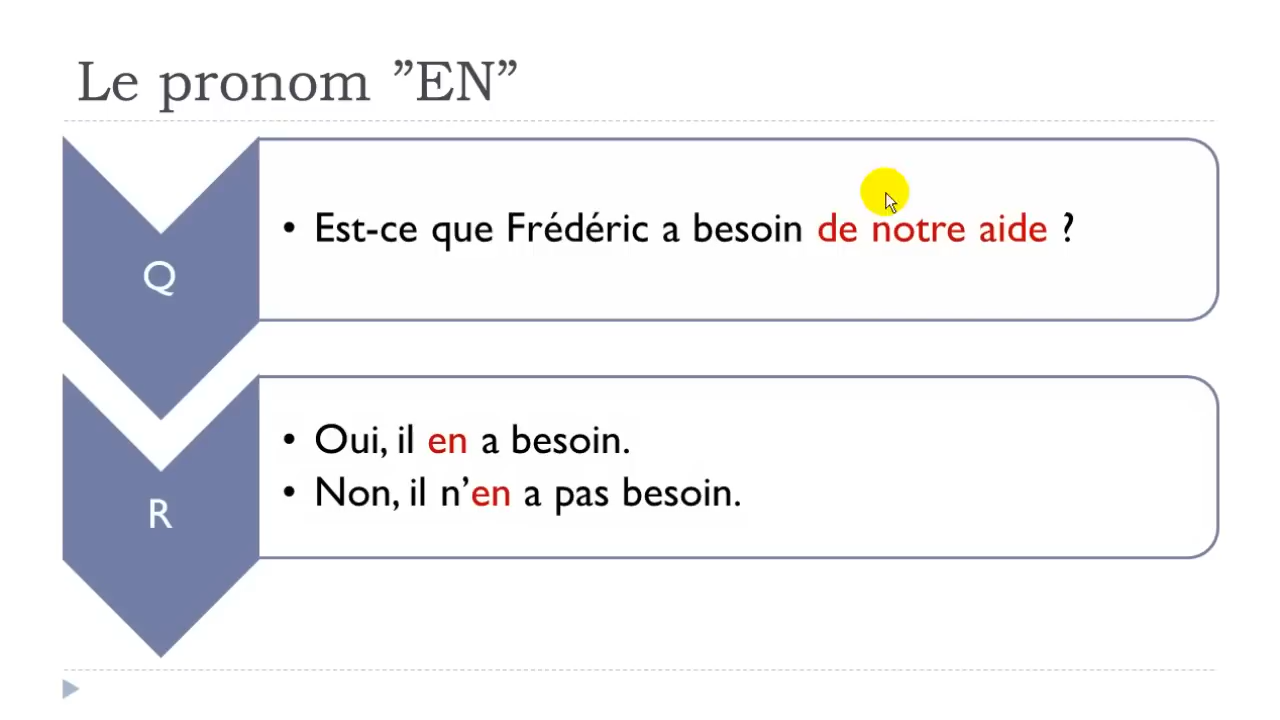 Le pronom ”EN”
Q
• Est-ce que Frédéric a besoin de notre aide ?
R
• Oui, il en a besoin.
• Non, il n’en a pas besoin.